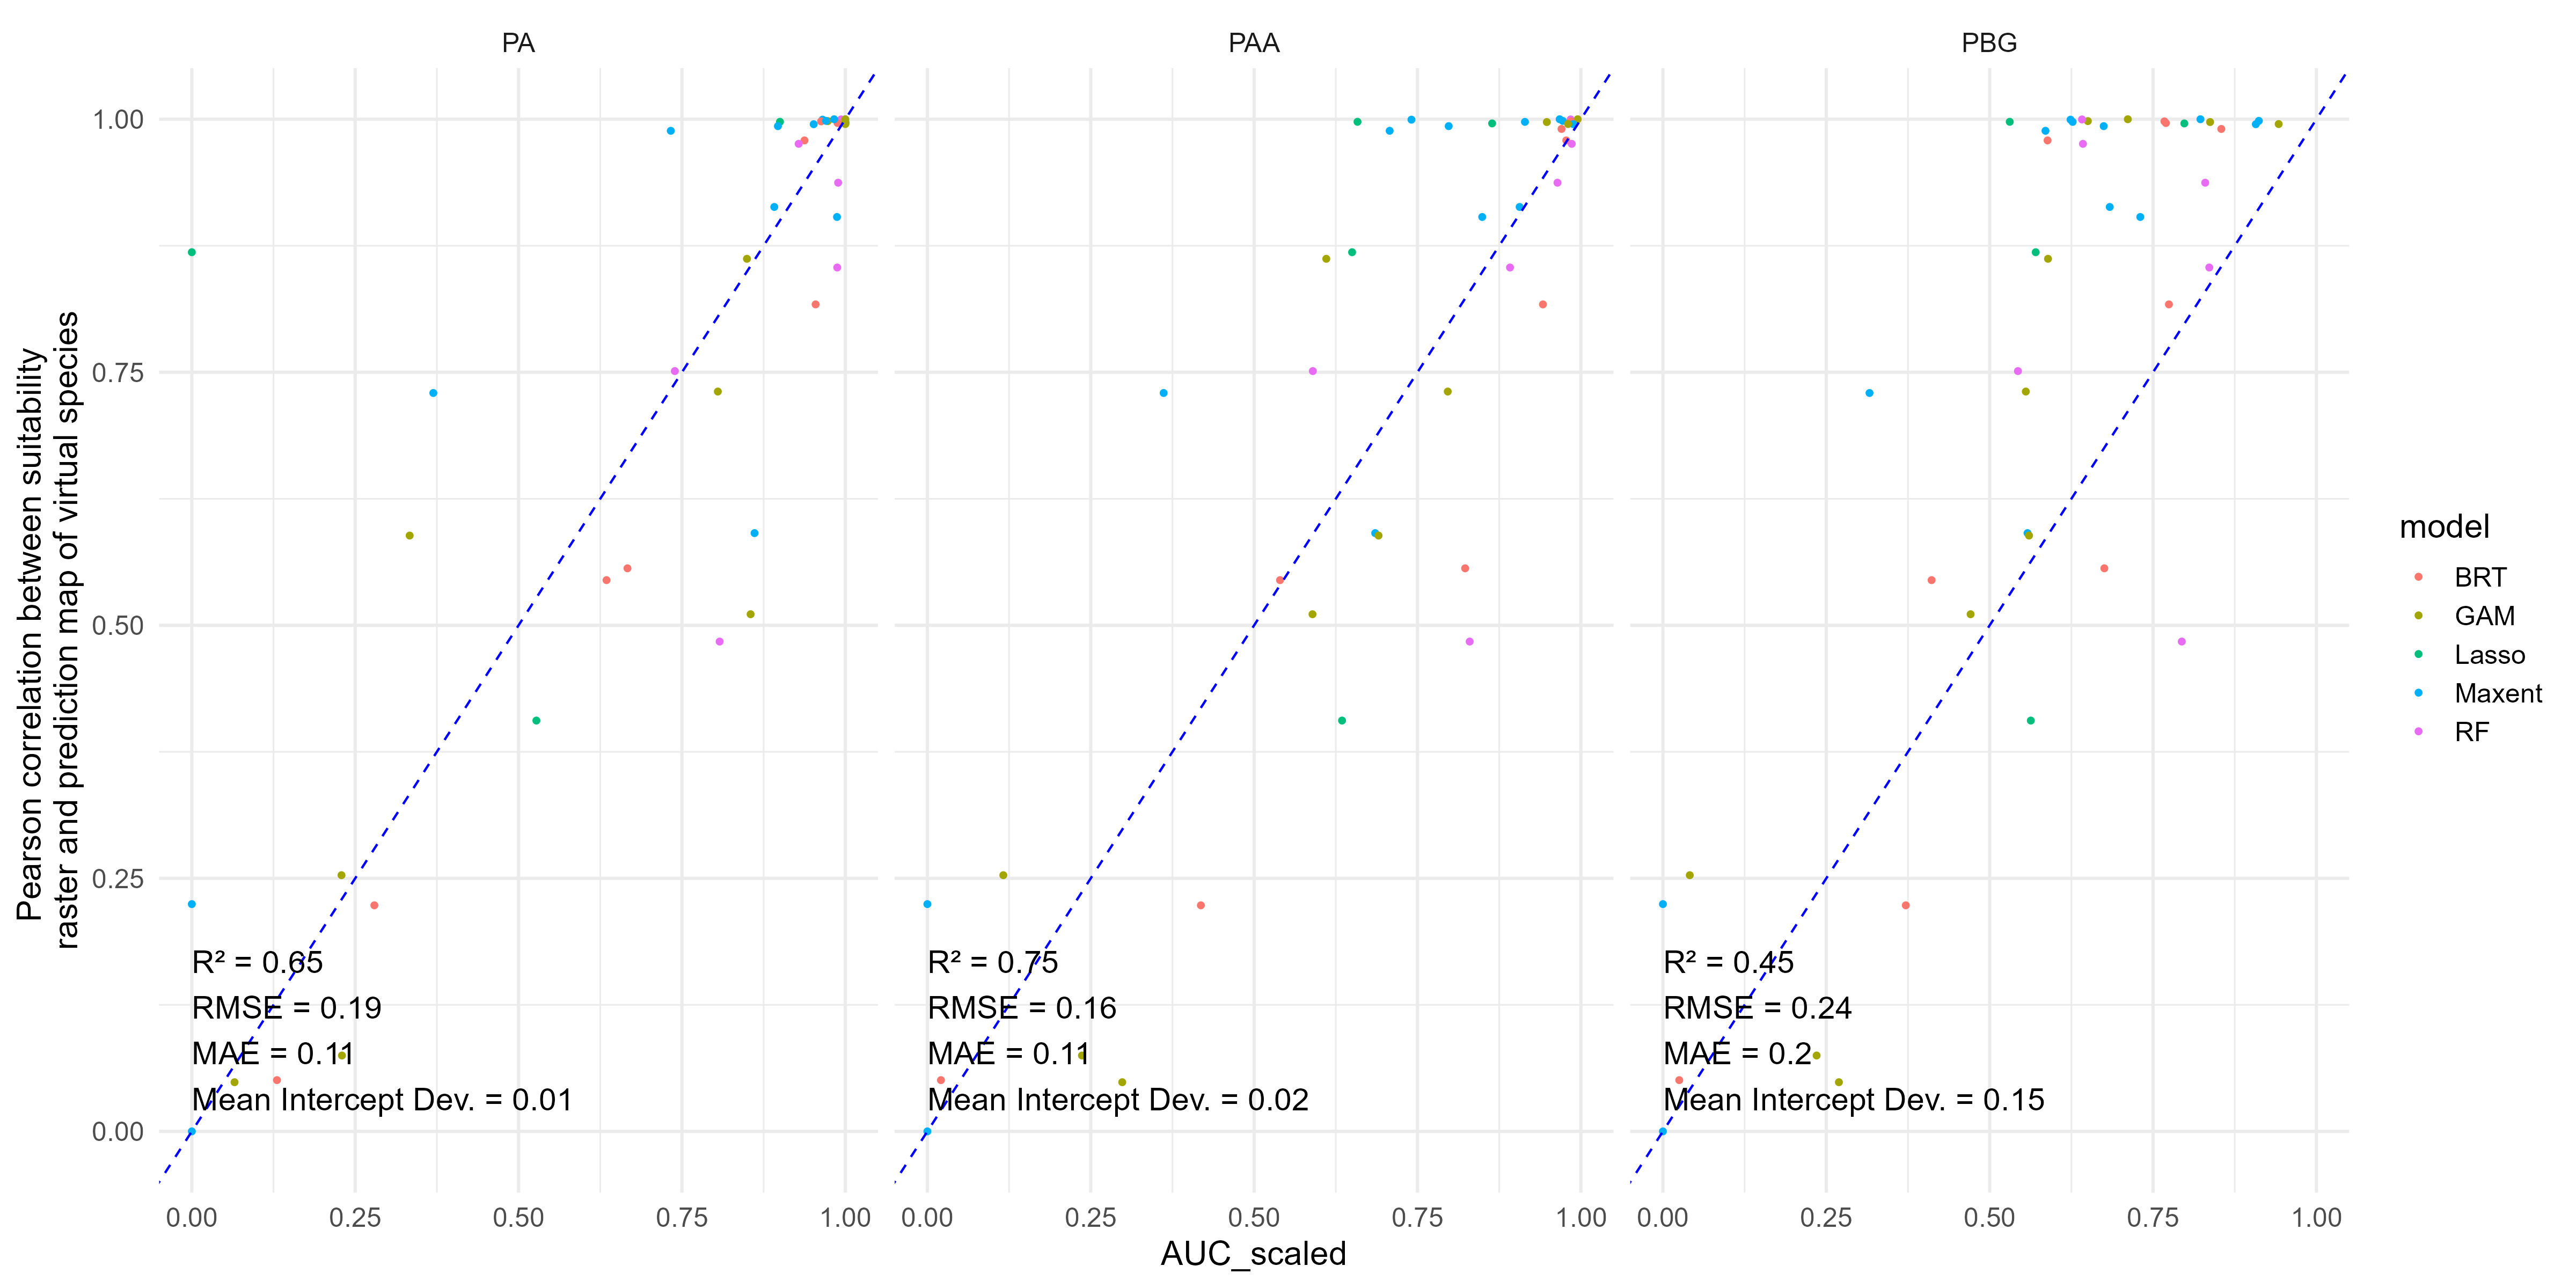 PA
PAA
PBG
Pearson correlation between suitability
raster and prediction map of virtual species
1.00
0.75
0.50
0.25
0.00
R² = 0.65
RMSE = 0.19
MAE = 0.11
Mean Intercept Dev. = 0.01
R² = 0.75
RMSE = 0.16
MAE = 0.11
Mean Intercept Dev. = 0.02
R² = 0.45
RMSE = 0.24
MAE = 0.2
Mean Intercept Dev. = 0.15
0.00 0.25 0.50 0.75 1.00
0.00 0.25 0.50 0.75 1.00
0.00 0.25 0.50 0.75 1.00
AUC_scaled
model
BRT
GAM
Lasso
Maxent
RF